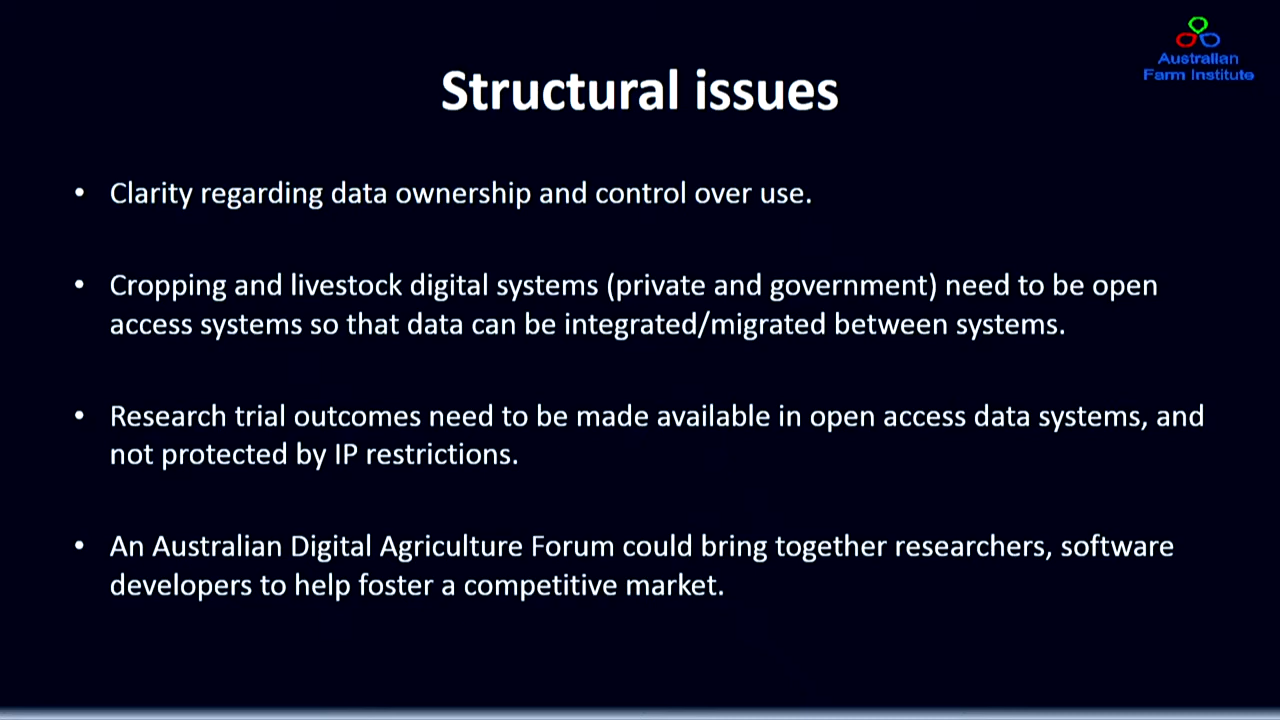 Australian
Farm Institute
Structural issues
• Clarity regarding data ownership and control over use.
• Cropping and livestock digital systems (private and government) need to be open
access systems so that data can be integrated/migrated between systems.
• Research trial outcomes need to be made available in open access data systems, and
not protected by IP restrictions.
• An Australian Digital Agriculture Forum could bring together researchers, software
developers to help foster a competitive market.